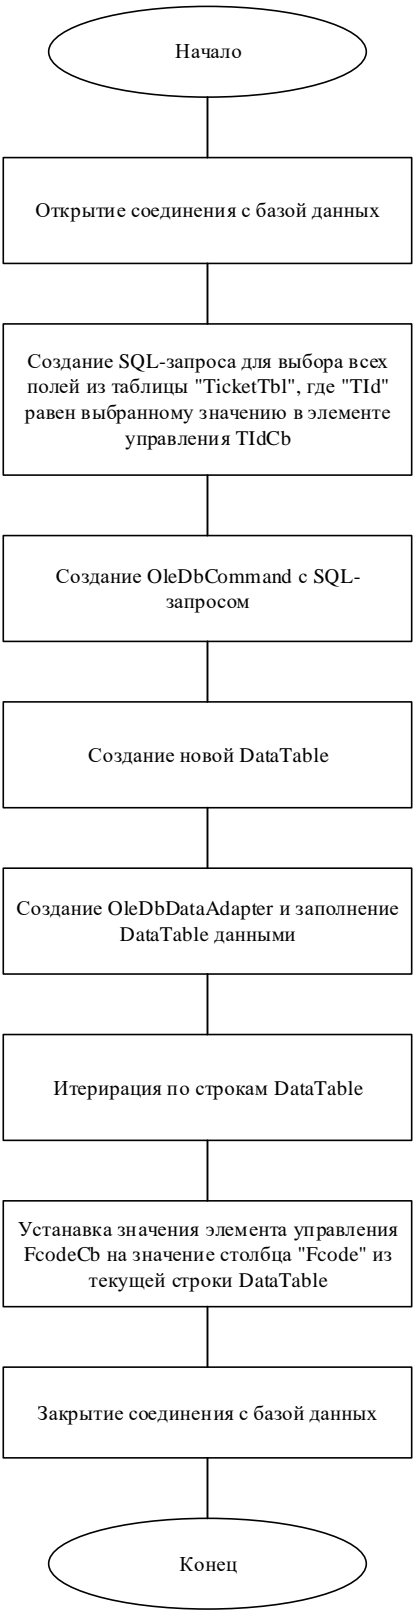 Начало
Открытие соединения с базой данных
Создание SQL-запроса для выбора всех
полей из таблицы "TicketTbl", где "TId"
равен выбранному значению в элементе
управления TIdCb
Создание OleDbCommand с SQL-
запросом
Создание новой DataTable
Создание OleDbDataAdapter и заполнение
DataTable данными
Итерирация по строкам DataTable
Устанавка значения элемента управления
FcodeCb на значение столбца "Fcode" из
текущей строки DataTable
Закрытие соединения с базой данных
Конец